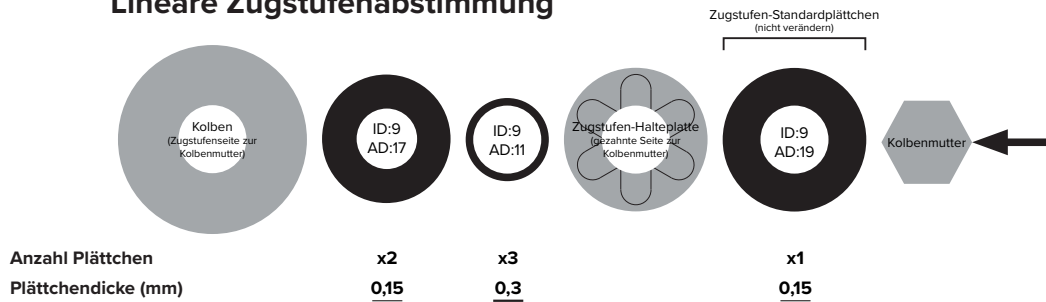 Lineare Zugstufenabstimmung
Zugstufen-Standardplättchen
(nicht verändern)
Kolben
(Zugstufenseite zur
Kolbenmutter)
ID:9
AD:17
ID:9
AD:11
Zugstufen-Halteplatte
(gezahnte Seite zur
Kolbenmutter)
ID:9
AD:19
Kolbenmutter
Anzahl Plättchen x2 x3 x1
Plättchendicke (mm) 0,15 0,3 0,15